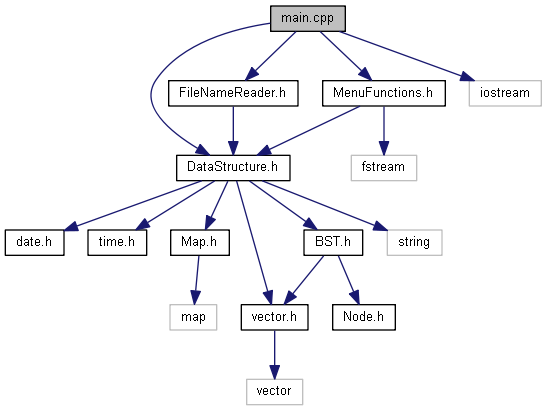 main.cpp
FileNameReader.h
MenuFunctions.h
iostream
DataStructure.h
fstream
date.h
time.h
Map.h
BST.h
string
map
vector.h
Node.h
vector